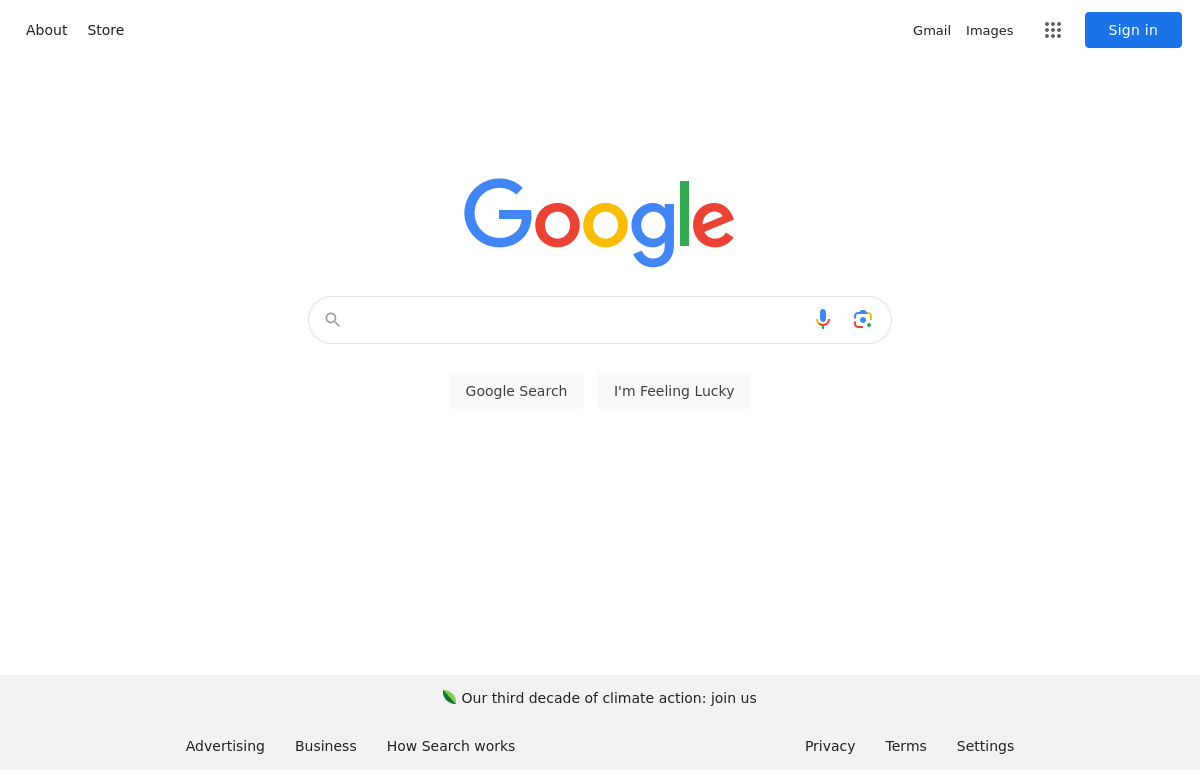 About Store Gmail Images Sign in
Google
Google Search I'm Feeling Lucky
Our third decade of climate action: join us
Advertising Business How Search works Privacy Terms Settings